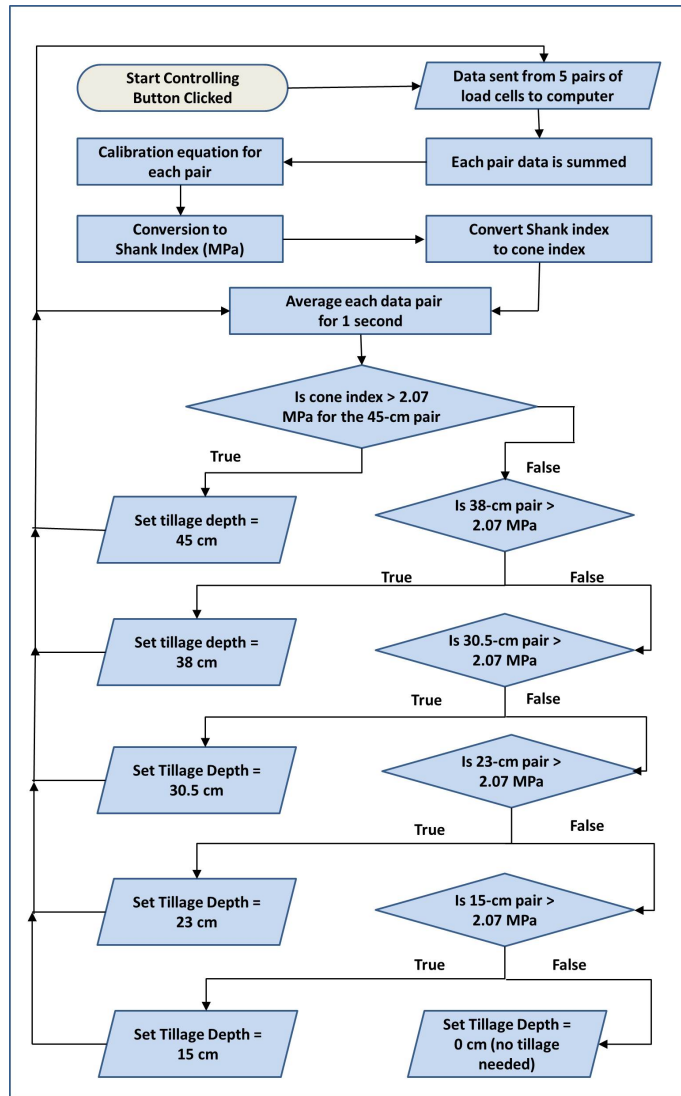 Start Controlling
Button Clicked
Data sent from 5 pairs of
load cells to computer
Calibration equation for
each pair
Each pair data is summed
Conversion to
Shank Index (MPa)
Convert Shank index
to cone index
Average each data pair
for 1 second
Is cone index > 2.07
MPa for the 45-cm pair
True
False
Set tillage depth =
45 cm
Is 38-cm pair >
2.07 MPa
True
False
Set tillage depth =
38 cm
Is 30.5-cm pair >
2.07 MPa
True
False
Set Tillage Depth =
30.5 cm
Is 23-cm pair >
2.07 MPa
True
False
Set Tillage Depth =
23 cm
Is 15-cm pair >
2.07 MPa
True
False
Set Tillage Depth =
15 cm
Set Tillage Depth =
0 cm (no tillage
needed)